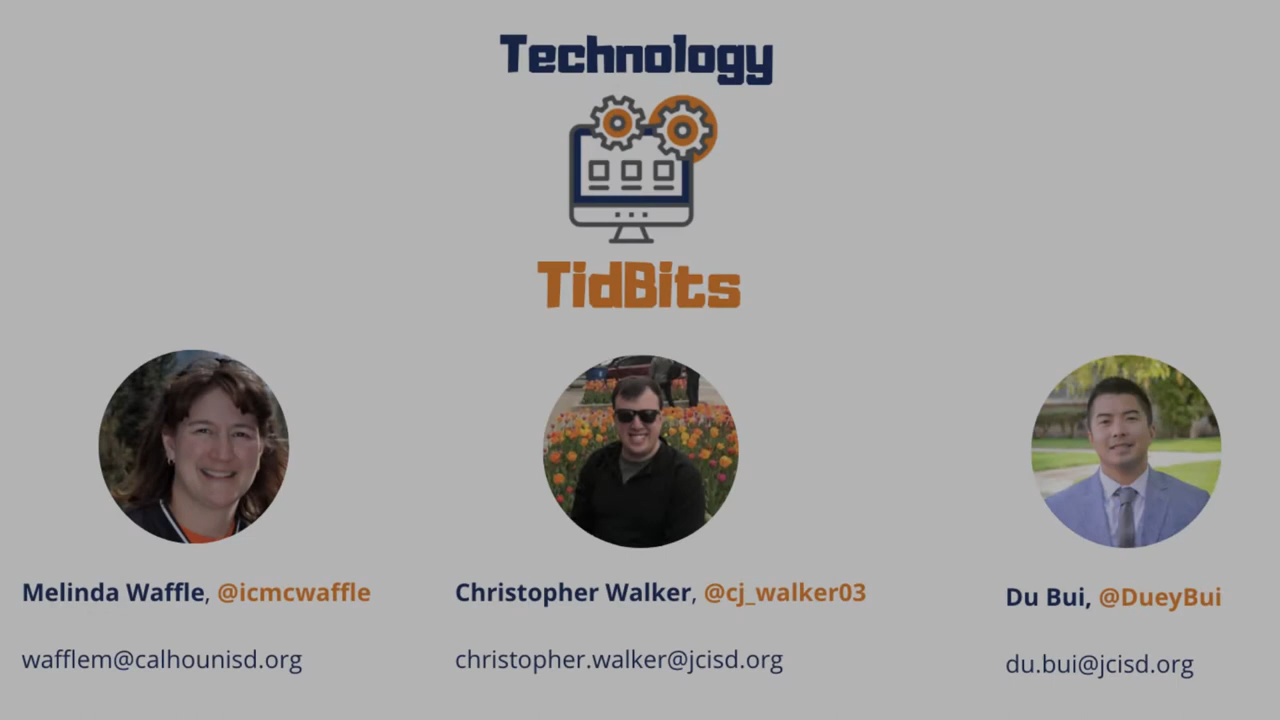 Technology
TidBits
Melinda Waffle, @icmcwaffle
wafflem@calhounisd.org
Christopher Walker, @cj_walker03
christopher.walker@jcisd.org
Du Bui, @DueyBui
du.bui@jcisd.org